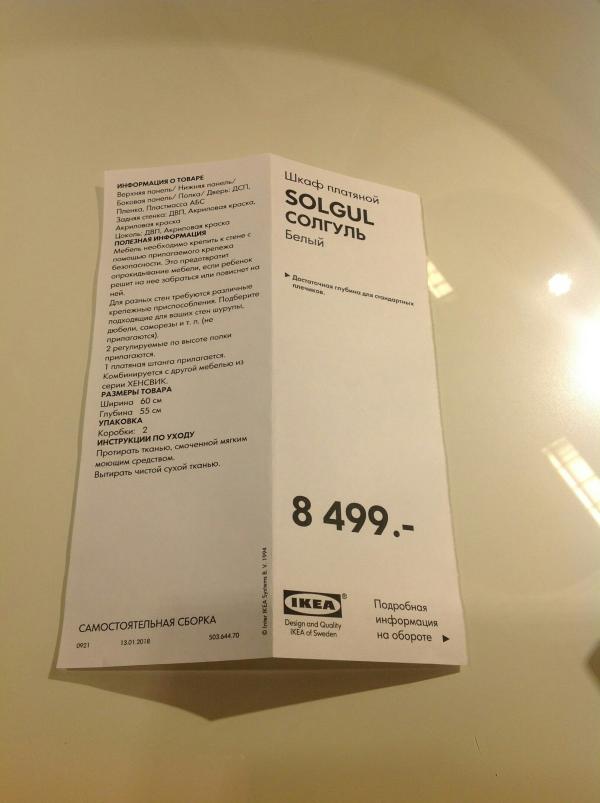 ИНФОРМАЦИЯ О ТОВАРЕ
Верхняя панель/ Нижняя панель/
Боковая панель/ Полка/ Дверь: ДСП,
Пленка, Пластмасса АБС
Задняя стенка: ДВП, Акриловая краска,
Акриловая краска
Цоколь: ДВП, Акриловая краска
ПОЛЕЗНАЯ ИНФОРМАЦИЯ
Мебель необходимо крепить к стене с
помощью прилагаемого крепежа
безопасности. Это предотвратит
опрокидывание мебели, если ребенок
решит на нее забраться или повиснет на
ней.
Для разных стен требуются различные
крепежные приспособления. Подберите
подходящие для ваших стен шурупы,
дюбели, саморезы и т. п. (не
прилагаются).
2 регулируемые по высоте полки
прилагаются.
1 платяная штанга прилагается.
Комбинируется с другой мебелью из
серии ХЕНСВИК.
РАЗМЕРЫ ТОВАРА
Ширина 60 см
Глубина 55 см
УПАКОВКА
Коробки: 2
ИНСТРУКЦИИ ПО УХОДУ
Протирать тканью, смоченной мягким
моющим средством.
Вытирать чистой сухой тканью.
САМОСТОЯТЕЛЬНАЯ СБОРКА
0921 13.01.2018 503.644.70
© Inter IKEA Systems B. V. 1994
Шкаф платяной
SOLGUL
СОЛГУЛЬ
Белый
Достаточная глубина для стандартных
плечиков.
8 499.-
IKEA®
Design and Quality
IKEA of Sweden
Подробная
информация
на обороте